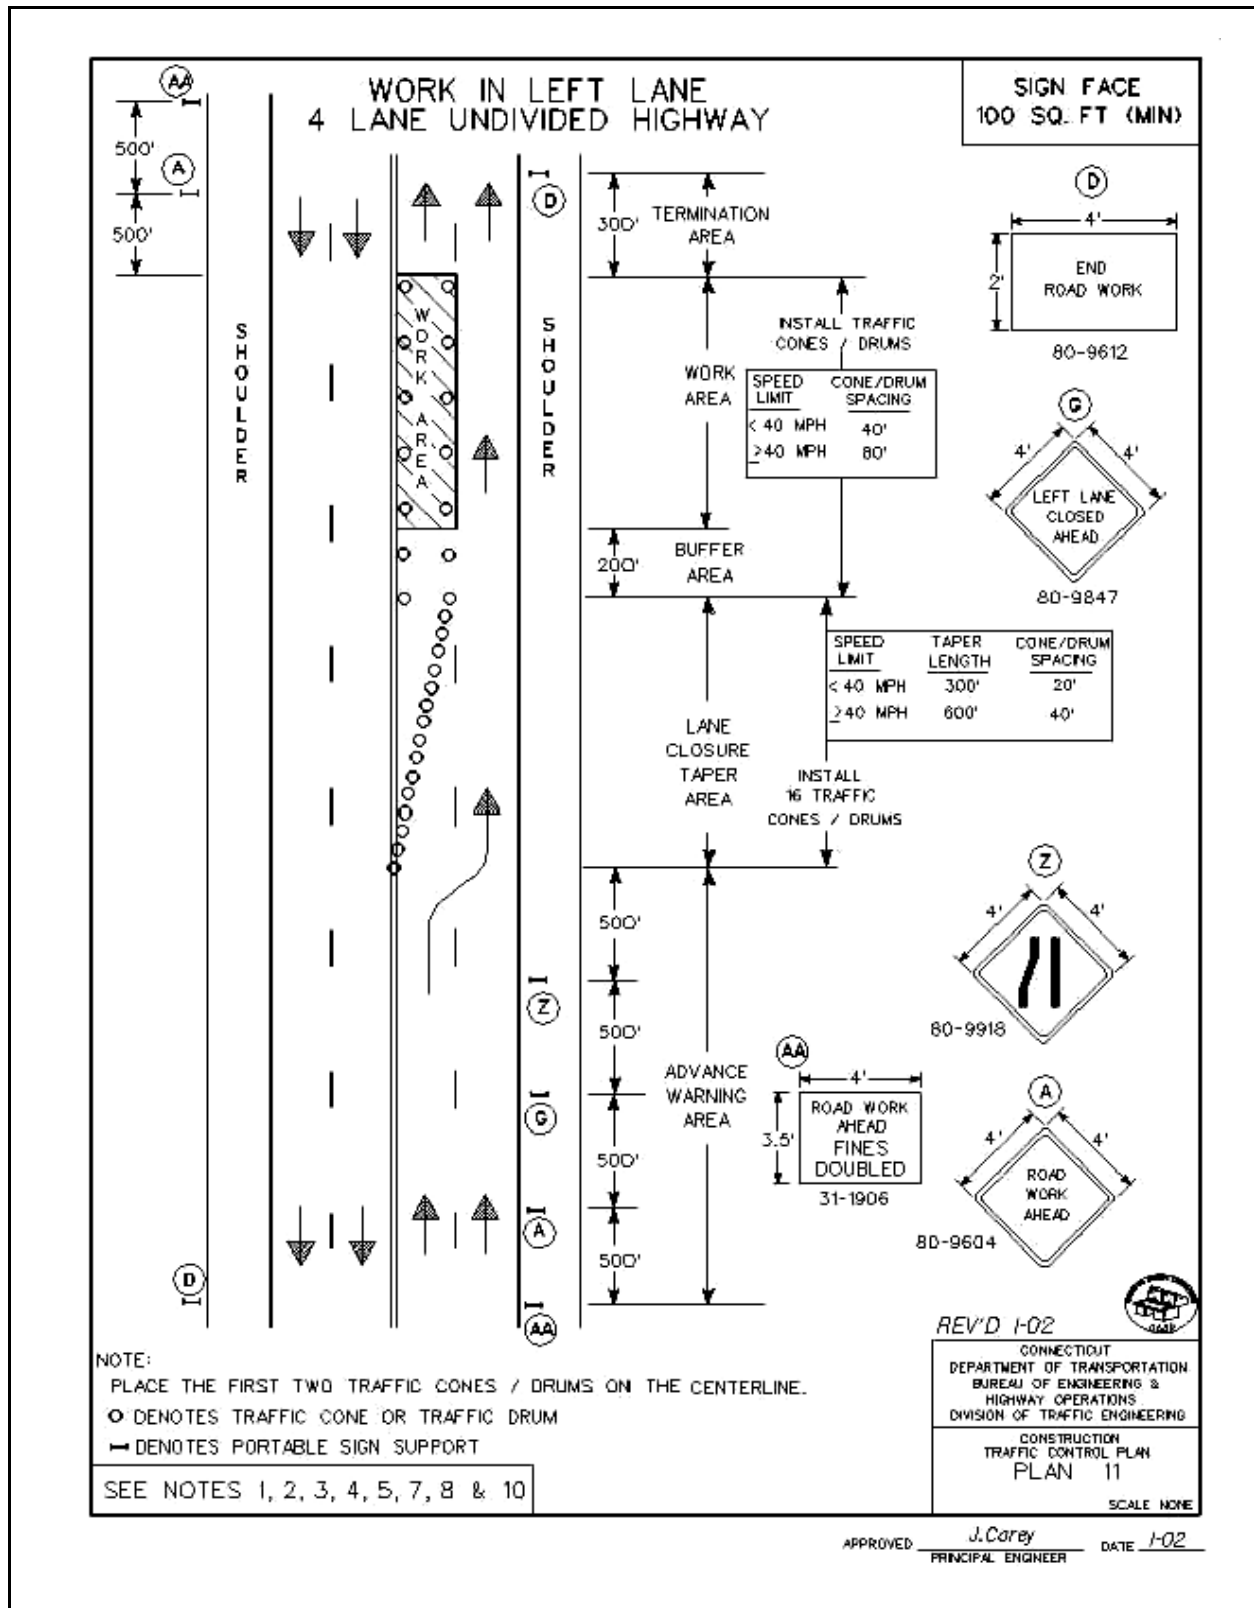 WORK IN LEFT LANE
4 LANE UNDIVIDED HIGHWAY
SIGN FACE
100 SQ. FT (MIN)
AA
500'
A
500'
D
300'
TERMINATION
AREA
D
4'
2'
END
ROAD WORK
80-9612
SHOULDER
WORK AREA
SHOULDER
WORK
AREA
INSTALL TRAFFIC
CONES / DRUMS
SPEED LIMIT CONE/DRUM SPACING
< 40 MPH 40'
≥40 MPH 80'
G
4' 4'
LEFT LANE
CLOSED
AHEAD
80-9847
200'
BUFFER
AREA
SPEED LIMIT TAPER LENGTH CONE/DRUM SPACING
< 40 MPH 300' 20'
≥40 MPH 600' 40'
LANE
CLOSURE
TAPER
AREA
INSTALL
16 TRAFFIC
CONES / DRUMS
500'
Z
500'
G
500'
A
500'
AA
D
ADVANCE
WARNING
AREA
Z
4' 4'
80-9918
AA
4'
3.5'
ROAD WORK
AHEAD
FINES
DOUBLED
31-1906
A
4' 4'
ROAD
WORK
AHEAD
80-9604
REV'D 1-02
NOTE:
PLACE THE FIRST TWO TRAFFIC CONES / DRUMS ON THE CENTERLINE.
O DENOTES TRAFFIC CONE OR TRAFFIC DRUM
DENOTES PORTABLE SIGN SUPPORT
SEE NOTES 1, 2, 3, 4, 5, 7, 8 & 10
CONNECTICUT
DEPARTMENT OF TRANSPORTATION
BUREAU OF ENGINEERING &
HIGHWAY OPERATIONS
DIVISION OF TRAFFIC ENGINEERING
CONSTRUCTION
TRAFFIC CONTROL PLAN
PLAN 11
SCALE NONE
APPROVED J.Carey DATE 1-02
PRINCIPAL ENGINEER